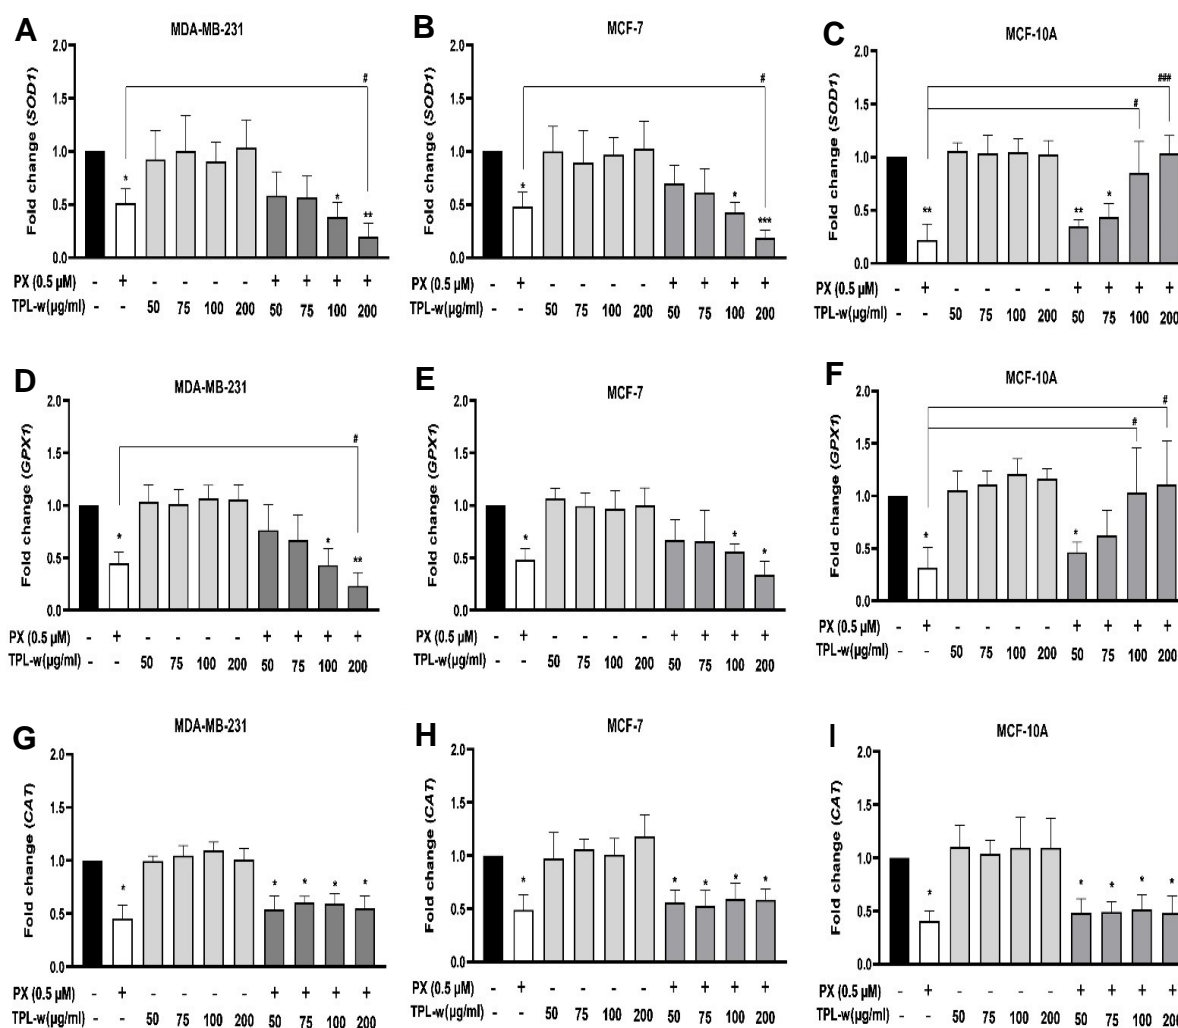 A
MDA-MB-231
Fold change (SOD1)
2.0
1.5
1.0
0.5
0.0
* * **
#
PX (0.5 µM) - + - - - - + + + +
TPL-w(µg/ml) - - 50 75 100 200 50 75 100 200
B
MCF-7
2.0
1.5
1.0
0.5
0.0
Fold change (SOD1)
* * ***
#
PX (0.5 µM) - + - - - - + + + +
TPL-w(µg/ml) - - 50 75 100 200 50 75 100 200
C
MCF-10A
2.0
1.5
1.0
0.5
0.0
Fold change (SOD1)
** ** *
# ###
PX (0.5 µM) - + - - - - + + + +
TPL-w(µg/ml) - - 50 75 100 200 50 75 100 200
D
MDA-MB-231
2.0
1.5
1.0
0.5
0.0
Fold change (GPX1)
* * **
#
PX (0.5 µM) - + - - - - + + + +
TPL-w(µg/ml) - - 50 75 100 200 50 75 100 200
E
MCF-7
2.0
1.5
1.0
0.5
0.0
Fold change (GPX1)
* * *
PX (0.5 µM) - + - - - - + + + +
TPL-w(µg/ml) - - 50 75 100 200 50 75 100 200
F
MCF-10A
2.0
1.5
1.0
0.5
0.0
Fold change (GPX1)
* *
# #
PX (0.5 µM) - + - - - - + + + +
TPL-w(µg/ml) - - 50 75 100 200 50 75 100 200
G
MDA-MB-231
2.0
1.5
1.0
0.5
0.0
Fold change (CAT)
* * * * *
PX (0.5 µM) - + - - - - + + + +
TPL-w(µg/ml) - - 50 75 100 200 50 75 100 200
H
MCF-7
2.0
1.5
1.0
0.5
0.0
Fold change (CAT)
* * * * *
PX (0.5 µM) - + - - - - + + + +
TPL-w(µg/ml) - - 50 75 100 200 50 75 100 200
I
MCF-10A
2.0
1.5
1.0
0.5
0.0
Fold change (CAT)
* * * * *
PX (0.5 µM) - + - - - - + + + +
TPL-w(µg/ml) - - 50 75 100 200 50 75 100 200